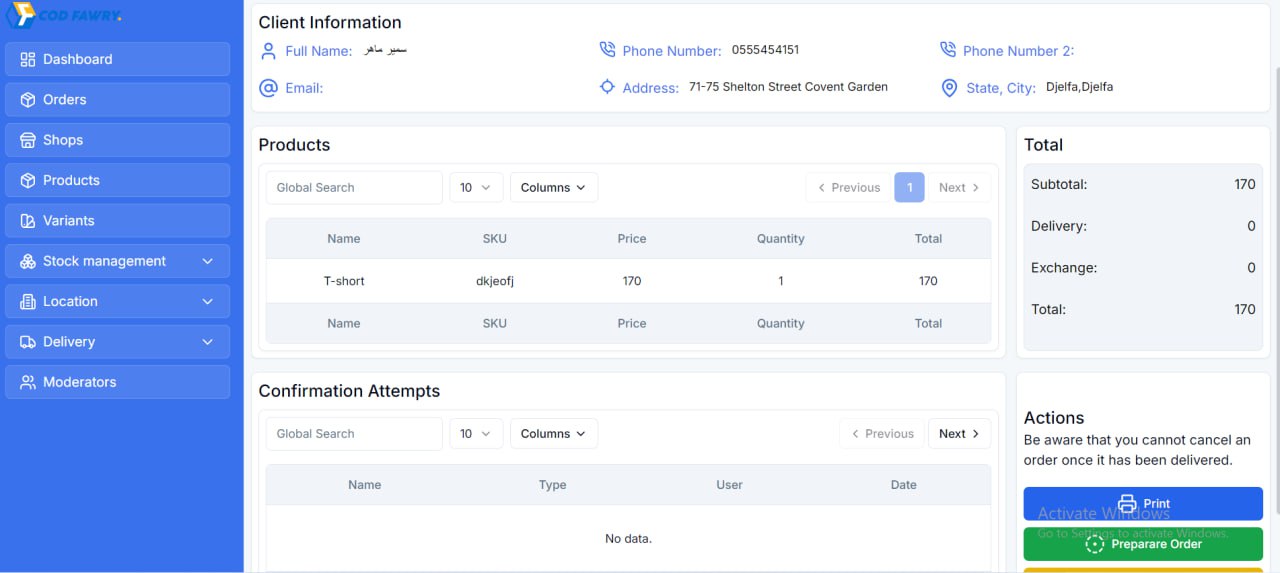 COD FAWRY.
Dashboard
Orders
Shops
Products
Variants
Stock management
Location
Delivery
Moderators
Client Information
Full Name: سمير ماهر
Phone Number: 0555454151
Phone Number 2:
Email:
Address: 71-75 Shelton Street Covent Garden
State, City: Djelfa,Djelfa
Products
Global Search 10 Columns Previous 1 Next
Name SKU Price Quantity Total
T-short dkjeofj 170 1 170
Name SKU Price Quantity Total
Total
Subtotal: 170
Delivery: 0
Exchange: 0
Total: 170
Confirmation Attempts
Global Search 10 Columns Previous Next
Name Type User Date
No data.
Actions
Be aware that you cannot cancel an
order once it has been delivered.
Print
Activate Windows
Go to Settings to activate Windows.
Preparare Order